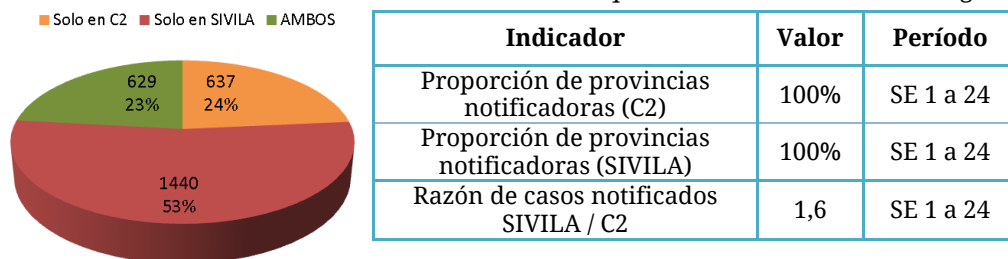 Solo en C2 Solo en SIVILA AMBOS
629
23%
637
24%
1440
53%
Indicador Valor Período
Proporción de provincias
notificadoras (C2)
100% SE 1 a 24
Proporción de provincias
notificadoras (SIVILA)
100% SE 1 a 24
Razón de casos notificados
SIVILA / C2
1,6 SE 1 a 24